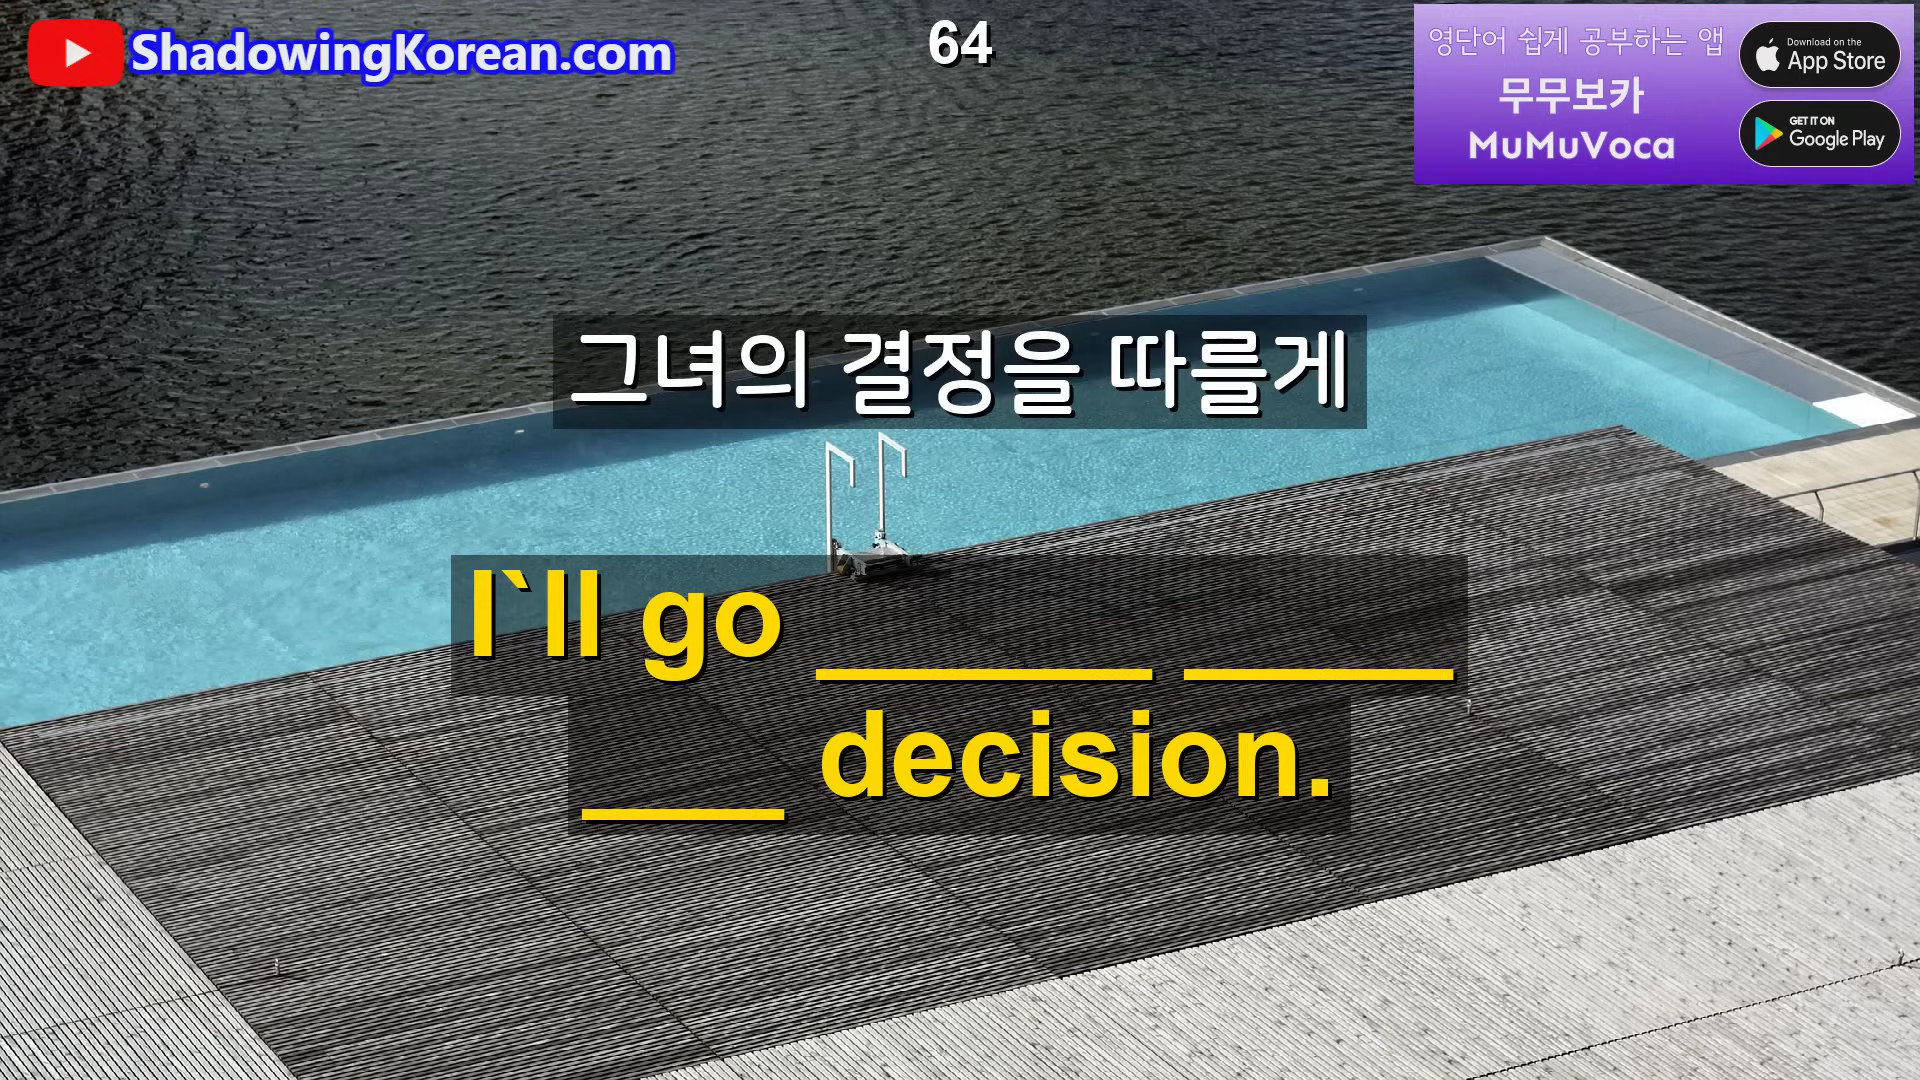 ShadowingKorean.com
64
영단어 쉽게 공부하는 앱
무무보카
MuMuVoca
Download on the
App Store
GET IT ON
Google Play
그녀의 결정을 따를게
I`ll go _____ ____
___ decision.